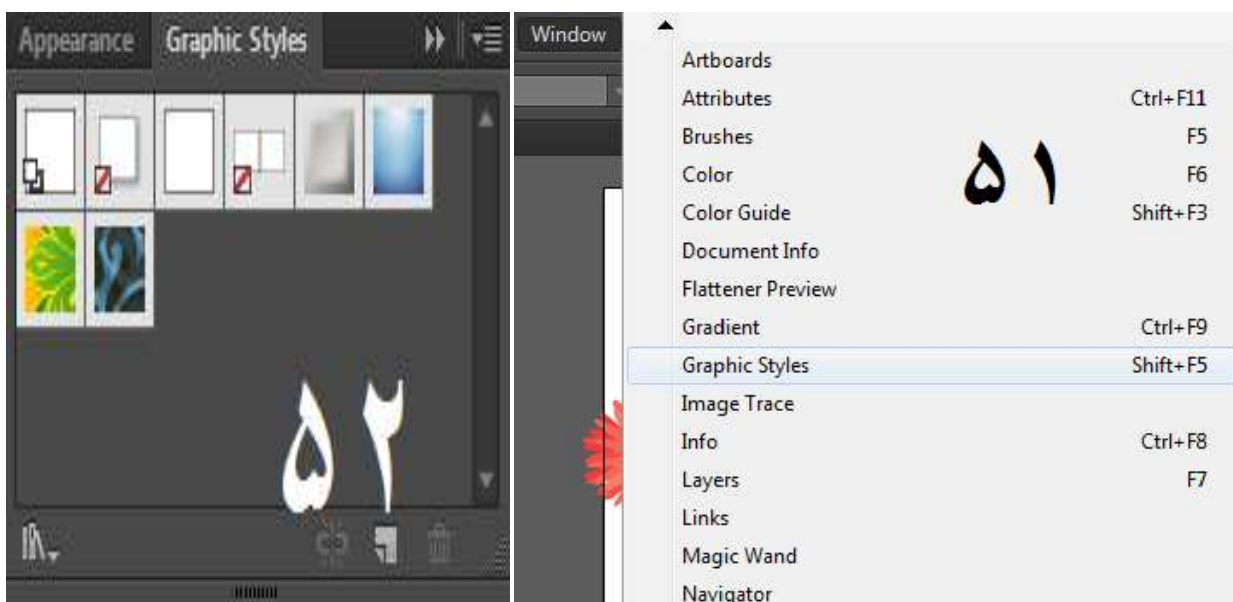 Appearance Graphic Styles
۵۲
Window
Artboards
Attributes Ctrl+F11
Brushes F5
Color F6
Color Guide Shift+F3
Document Info
Flattener Preview
Gradient Ctrl+F9
Graphic Styles Shift+F5
Image Trace
Info Ctrl+F8
Layers F7
Links
Magic Wand
Navigator
۵۱